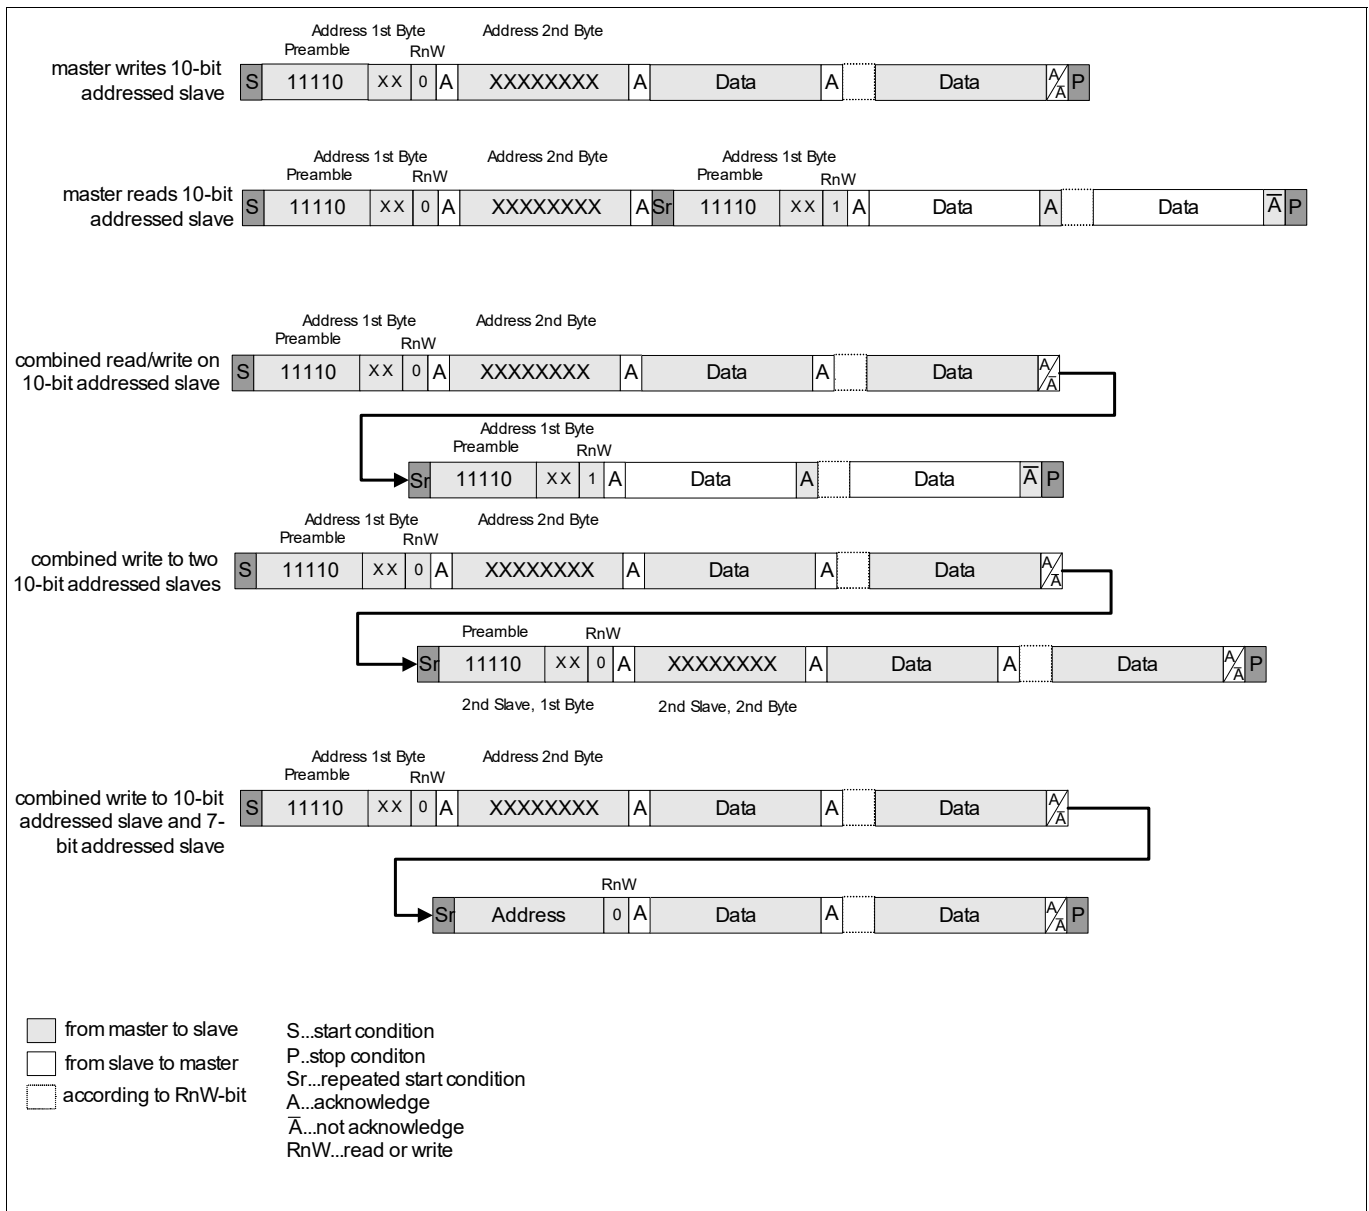 Address 1st Byte Address 2nd Byte
Preamble RnW
master writes 10-bit
addressed slave
S 11110 XX 0 A XXXXXXXX A Data A Data A/A̅ P
Address 1st Byte Address 2nd Byte Address 1st Byte
Preamble RnW Preamble RnW
master reads 10-bit
addressed slave
S 11110 XX 0 A XXXXXXXX A Sr 11110 XX 1 A Data A Data A̅ P
Address 1st Byte Address 2nd Byte
Preamble RnW
combined read/write on
10-bit addressed slave
S 11110 XX 0 A XXXXXXXX A Data A Data A/A̅
Address 1st Byte
Preamble RnW
Sr 11110 XX 1 A Data A Data A̅ P
Address 1st Byte Address 2nd Byte
Preamble RnW
combined write to two
10-bit addressed slaves
S 11110 XX 0 A XXXXXXXX A Data A Data A/A̅
Preamble RnW
Sr 11110 XX 0 A XXXXXXXX A Data A Data A/A̅ P
2nd Slave, 1st Byte 2nd Slave, 2nd Byte
Address 1st Byte Address 2nd Byte
Preamble RnW
combined write to 10-bit
addressed slave and 7-
bit addressed slave
S 11110 XX 0 A XXXXXXXX A Data A Data A/A̅
RnW
Sr Address 0 A Data A Data A/A̅ P
from master to slave
from slave to master
according to RnW-bit
S...start condition
P..stop conditon
Sr...repeated start condition
A...acknowledge
A̅...not acknowledge
RnW...read or write